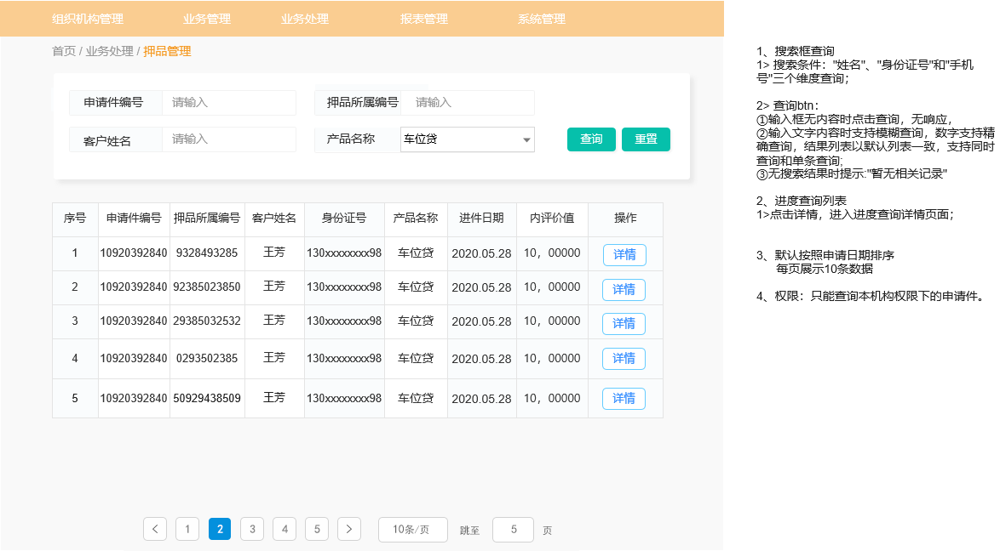 组织机构管理 业务管理 业务处理 报表管理 系统管理
首页 / 业务处理 / 押品管理
申请件编号 请输入 押品所属编号 请输入
客户姓名 请输入 产品名称 车位贷 查询 重置
序号 申请件编号 押品所属编号 客户姓名 身份证号 产品名称 进件日期 内评价值 操作
1 10920392840 9328493285 王芳 130xxxxxxxx98 车位贷 2020.05.28 10，00000 详情
2 10920392840 92385023850 王芳 130xxxxxxxx98 车位贷 2020.05.28 10，00000 详情
3 10920392840 29385032532 王芳 130xxxxxxxx98 车位贷 2020.05.28 10，00000 详情
4 10920392840 0293502385 王芳 130xxxxxxxx98 车位贷 2020.05.28 10，00000 详情
5 10920392840 50929438509 王芳 130xxxxxxxx98 车位贷 2020.05.28 10，00000 详情
< 1 2 3 4 5 > 10条/页 跳至 5 页
1、搜索框查询
1> 搜索条件："姓名"、"身份证号"和"手机
号"三个维度查询；
2> 查询btn：
①输入框无内容时点击查询，无响应，
②输入文字内容时支持模糊查询，数字支持精
确查询，结果列表以默认列表一致，支持同时
查询和单条查询;
③无搜索结果时提示:"暂无相关记录"
2、进度查询列表
1>点击详情，进入进度查询详情页面；
3、默认按照申请日期排序
每页展示10条数据
4、权限：只能查询本机构权限下的申请件。